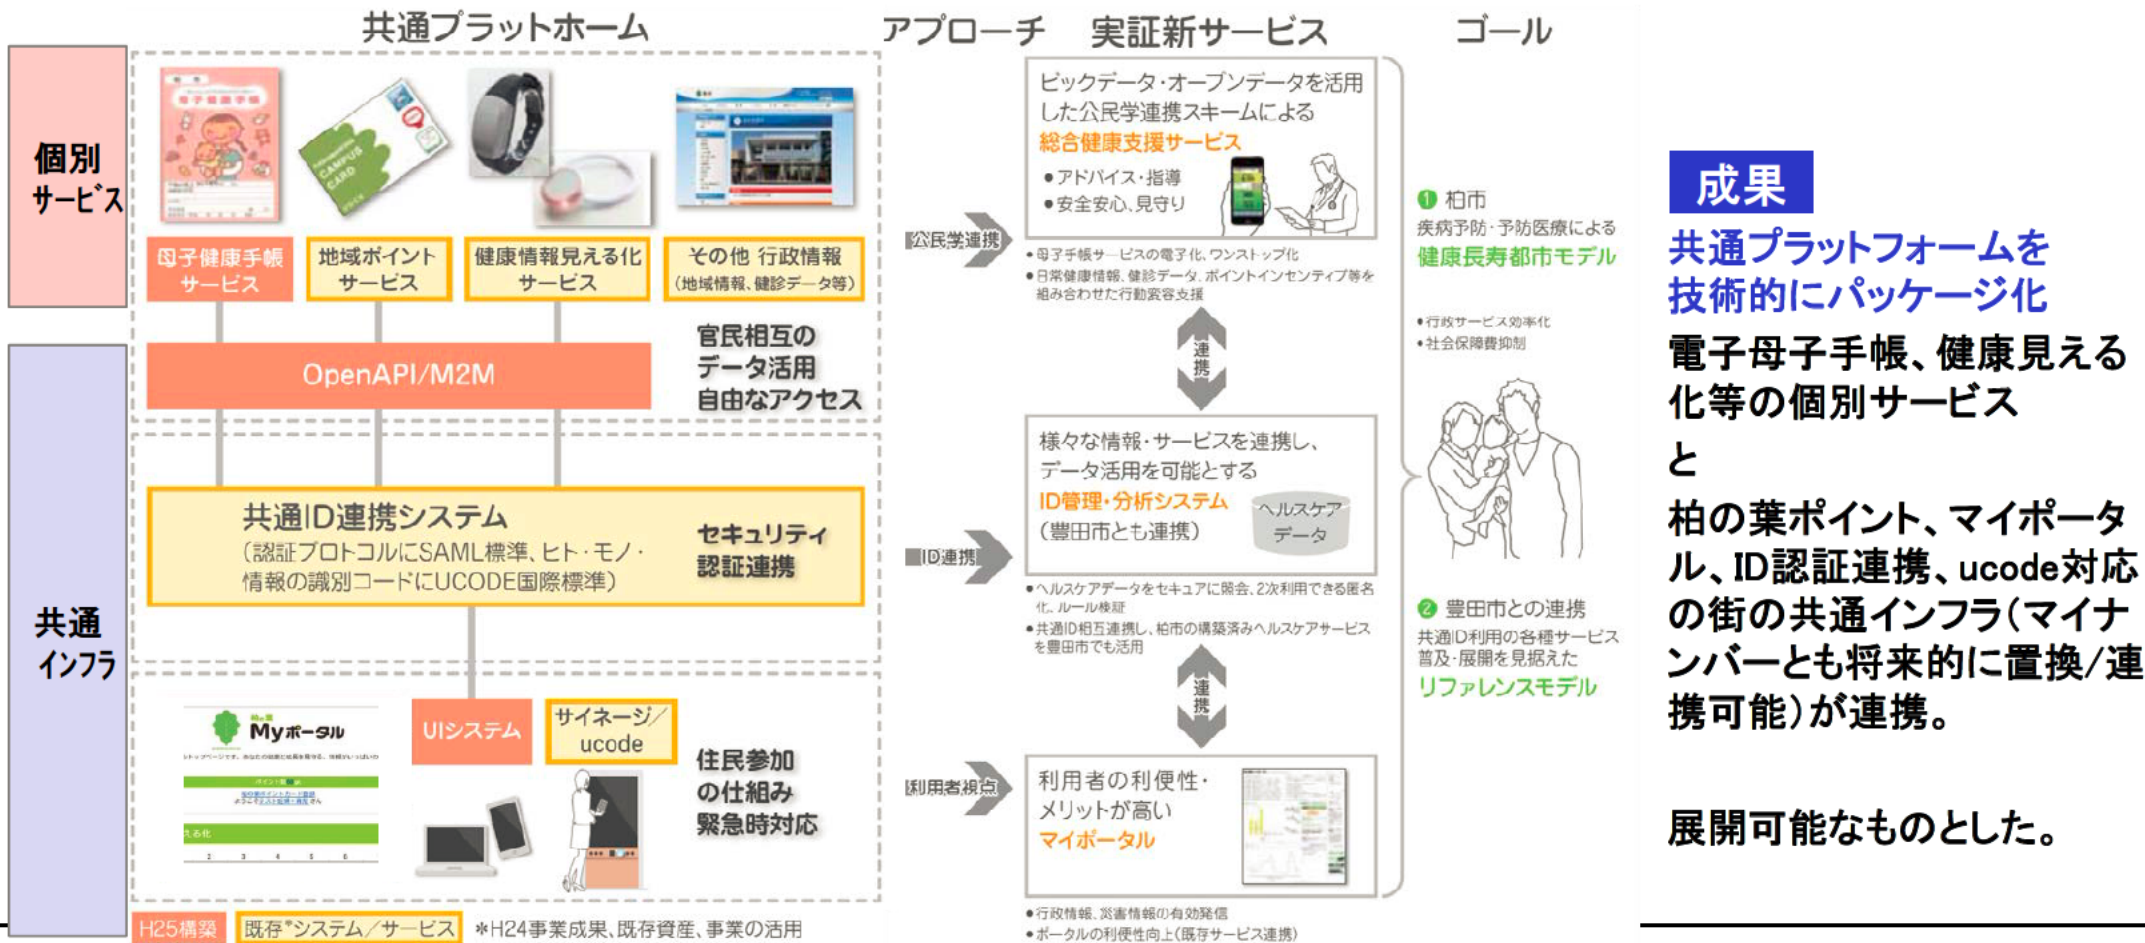 共通プラットホーム
アプローチ
実証新サービス
ゴール
個別
サービス
母子健康手帳
CAMPUS
CARD
母子健康手帳
サービス
地域ポイント
サービス
健康情報見える化
サービス
その他 行政情報
(地域情報、健診データ等)
OpenAPI/M2M
官民相互の
データ活用
自由なアクセス
共通
インフラ
共通ID連携システム
(認証プロトコルにSAML標準、ヒト・モノ・
情報の識別コードにUCODE国際標準)
セキュリティ
認証連携
Myポータル
UIシステム
サイネージ/
ucode
住民参加
の仕組み
緊急時対応
H25構築
既存*システム/サービス
*H24事業成果、既存資産、事業の活用
公民学連携
ID連携
利用者視点
ビックデータ・オープンデータを活用
した公民学連携スキームによる
総合健康支援サービス
●アドバイス・指導
●安全安心、見守り
●母子手帳サービスの電子化、ワンストップ化
●日常健康情報、健診データ、ポイントインセンティブ等を
組み合わせた行動変容支援
連携
様々な情報・サービスを連携し、
データ活用を可能とする
ID管理・分析システム
(豊田市とも連携)
ヘルスケア
データ
●ヘルスケアデータをセキュアに照会、2次利用できる匿名
化、ルール検証
●共通ID相互連携し、柏市の構築済みヘルスケアサービス
を豊田市でも活用
連携
利用者の利便性・
メリットが高い
マイポータル
●行政情報、災害情報の有効発信
●ポータルの利便性向上(既存サービス連携)
1 柏市
疾病予防・予防医療による
健康長寿都市モデル
●行政サービス効率化
●社会保障費抑制
2 豊田市との連携
共通ID利用の各種サービス
普及・展開を見据えた
リファレンスモデル
成果
共通プラットフォームを
技術的にパッケージ化
電子母子手帳、健康見える
化等の個別サービス
と
柏の葉ポイント、マイポータ
ル、ID認証連携、ucode対応
の街の共通インフラ(マイナ
ンバーとも将来的に置換/連
携可能)が連携。
展開可能なものとした。